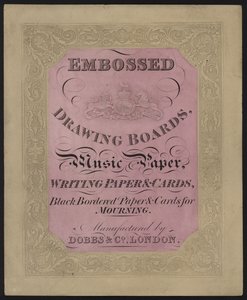 EMBOSSED
DRAWING BOARDS,
Music Paper,
WRITING PAPER & CARDS,
Black Bordered Paper & Cards for
MOURNING.
Manufactured by
DOBBS & Co. LONDON.